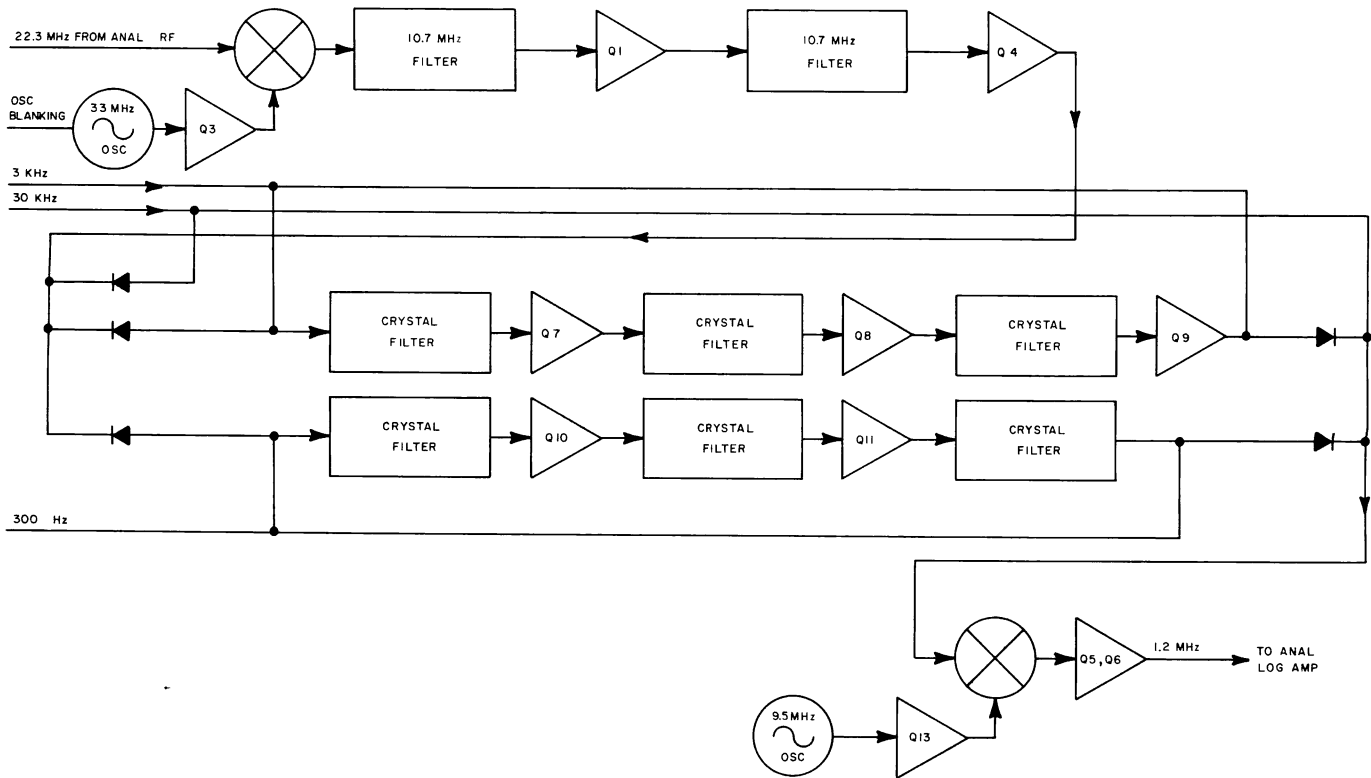 22.3 MHz FROM ANAL RF
10.7 MHz
FILTER
Q1
10.7 MHz
FILTER
Q4
OSC
BLANKING
33 MHz
OSC
Q3
3 KHz
30 KHz
CRYSTAL
FILTER
Q7
CRYSTAL
FILTER
Q8
CRYSTAL
FILTER
Q9
CRYSTAL
FILTER
Q10
CRYSTAL
FILTER
Q11
CRYSTAL
FILTER
300 Hz
Q5,Q6
1.2 MHz
TO ANAL
LOG AMP
9.5MHz
OSC
Q13